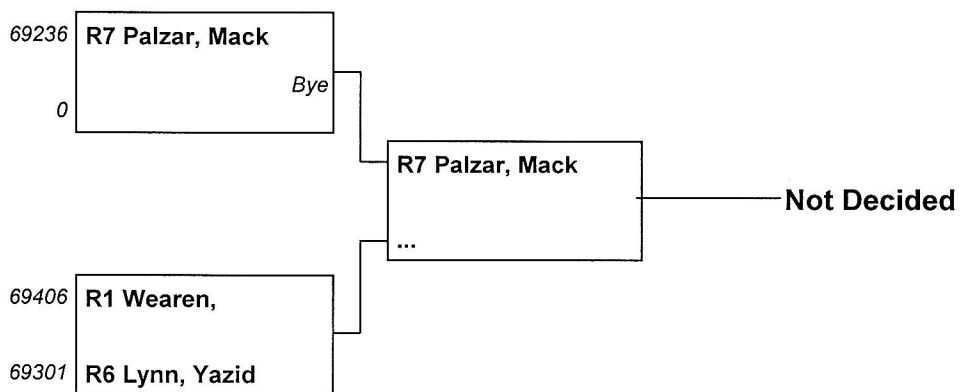 69236 R7 Palzar, Mack
Bye
0
R7 Palzar, Mack
Not Decided
...
69406 R1 Wearen,
69301 R6 Lynn, Yazid